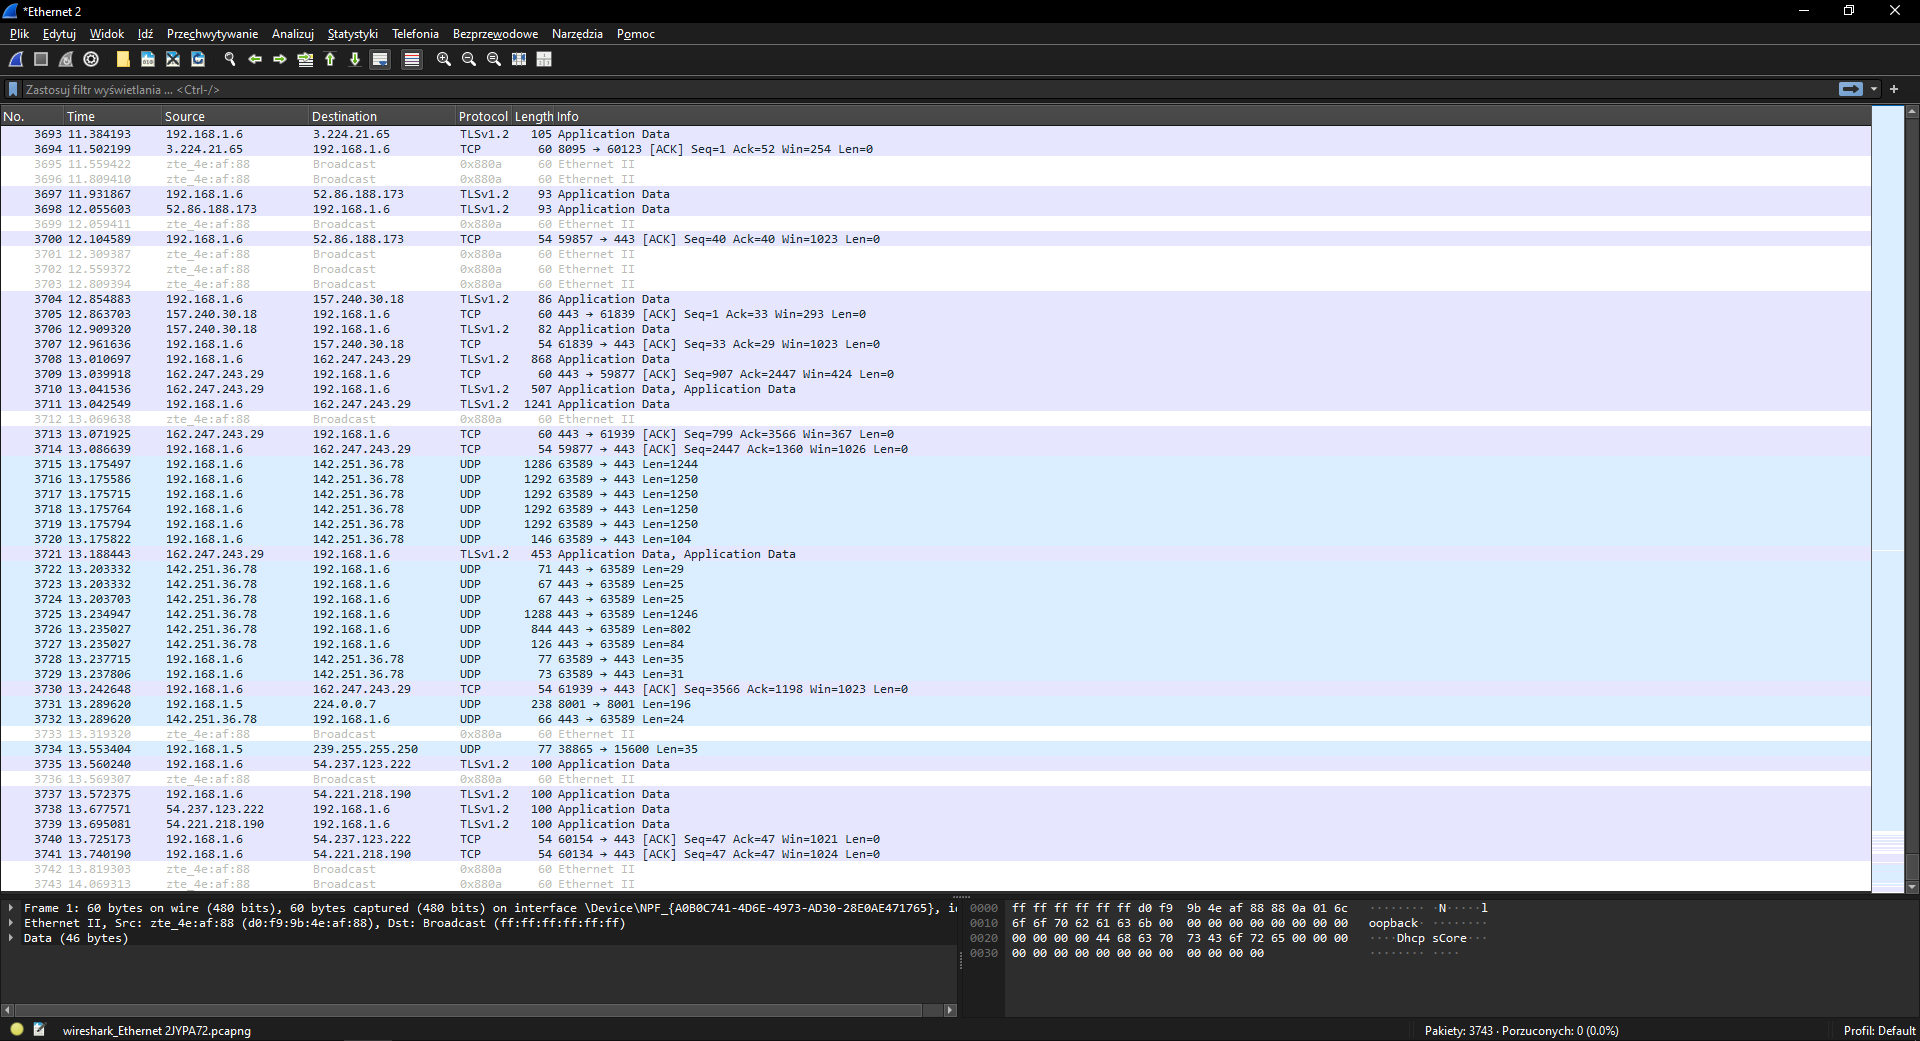 *Ethernet 2
Plik Edytuj Widok Idź Przechwytywanie Analizuj Statystyki Telefonia Bezprzewodowe Narzędzia Pomoc
Zastosuj filtr wyświetlania ... <Ctrl-/>
No. Time Source Destination Protocol Length Info
3693 11.384193 192.168.1.6 3.224.21.65 TLSv1.2 105 Application Data
3694 11.502199 3.224.21.65 192.168.1.6 TCP 60 8095 → 60123 [ACK] Seq=1 Ack=52 Win=254 Len=0
3695 11.559422 zte_4e:af:88 Broadcast 0x880a 60 Ethernet II
3696 11.809410 zte_4e:af:88 Broadcast 0x880a 60 Ethernet II
3697 11.931867 192.168.1.6 52.86.188.173 TLSv1.2 93 Application Data
3698 12.055603 52.86.188.173 192.168.1.6 TLSv1.2 93 Application Data
3699 12.059411 zte_4e:af:88 Broadcast 0x880a 60 Ethernet II
3700 12.104589 192.168.1.6 52.86.188.173 TCP 54 59857 → 443 [ACK] Seq=40 Ack=40 Win=1023 Len=0
3701 12.309387 zte_4e:af:88 Broadcast 0x880a 60 Ethernet II
3702 12.559372 zte_4e:af:88 Broadcast 0x880a 60 Ethernet II
3703 12.809394 zte_4e:af:88 Broadcast 0x880a 60 Ethernet II
3704 12.854883 192.168.1.6 157.240.30.18 TLSv1.2 86 Application Data
3705 12.863703 157.240.30.18 192.168.1.6 TCP 60 443 → 61839 [ACK] Seq=1 Ack=33 Win=293 Len=0
3706 12.909320 157.240.30.18 192.168.1.6 TLSv1.2 82 Application Data
3707 12.961636 192.168.1.6 157.240.30.18 TCP 54 61839 → 443 [ACK] Seq=33 Ack=29 Win=1023 Len=0
3708 13.010697 192.168.1.6 162.247.243.29 TLSv1.2 868 Application Data
3709 13.039918 162.247.243.29 192.168.1.6 TCP 60 443 → 59877 [ACK] Seq=907 Ack=2447 Win=424 Len=0
3710 13.041536 162.247.243.29 192.168.1.6 TLSv1.2 507 Application Data, Application Data
3711 13.042549 192.168.1.6 162.247.243.29 TLSv1.2 1241 Application Data
3712 13.069638 zte_4e:af:88 Broadcast 0x880a 60 Ethernet II
3713 13.071925 162.247.243.29 192.168.1.6 TCP 60 443 → 61939 [ACK] Seq=799 Ack=3566 Win=367 Len=0
3714 13.086639 192.168.1.6 162.247.243.29 TCP 54 59877 → 443 [ACK] Seq=2447 Ack=1360 Win=1026 Len=0
3715 13.175497 192.168.1.6 142.251.36.78 UDP 1286 63589 → 443 Len=1244
3716 13.175586 192.168.1.6 142.251.36.78 UDP 1292 63589 → 443 Len=1250
3717 13.175715 192.168.1.6 142.251.36.78 UDP 1292 63589 → 443 Len=1250
3718 13.175764 192.168.1.6 142.251.36.78 UDP 1292 63589 → 443 Len=1250
3719 13.175794 192.168.1.6 142.251.36.78 UDP 1292 63589 → 443 Len=1250
3720 13.175822 192.168.1.6 142.251.36.78 UDP 146 63589 → 443 Len=104
3721 13.188443 162.247.243.29 192.168.1.6 TLSv1.2 453 Application Data, Application Data
3722 13.203332 142.251.36.78 192.168.1.6 UDP 71 443 → 63589 Len=29
3723 13.203332 142.251.36.78 192.168.1.6 UDP 67 443 → 63589 Len=25
3724 13.203703 142.251.36.78 192.168.1.6 UDP 67 443 → 63589 Len=25
3725 13.234947 142.251.36.78 192.168.1.6 UDP 1288 443 → 63589 Len=1246
3726 13.235027 142.251.36.78 192.168.1.6 UDP 844 443 → 63589 Len=802
3727 13.235027 142.251.36.78 192.168.1.6 UDP 126 443 → 63589 Len=84
3728 13.237715 192.168.1.6 142.251.36.78 UDP 77 63589 → 443 Len=35
3729 13.237806 192.168.1.6 142.251.36.78 UDP 73 63589 → 443 Len=31
3730 13.242648 192.168.1.6 162.247.243.29 TCP 54 61939 → 443 [ACK] Seq=3566 Ack=1198 Win=1023 Len=0
3731 13.289620 192.168.1.5 224.0.0.7 UDP 238 8001 → 8001 Len=196
3732 13.289620 142.251.36.78 192.168.1.6 UDP 66 443 → 63589 Len=24
3733 13.319320 zte_4e:af:88 Broadcast 0x880a 60 Ethernet II
3734 13.553404 192.168.1.5 239.255.255.250 UDP 77 38865 → 15600 Len=35
3735 13.560240 192.168.1.6 54.237.123.222 TLSv1.2 100 Application Data
3736 13.569307 zte_4e:af:88 Broadcast 0x880a 60 Ethernet II
3737 13.572375 192.168.1.6 54.221.218.190 TLSv1.2 100 Application Data
3738 13.677571 54.237.123.222 192.168.1.6 TLSv1.2 100 Application Data
3739 13.695081 54.221.218.190 192.168.1.6 TLSv1.2 100 Application Data
3740 13.725173 192.168.1.6 54.237.123.222 TCP 54 60154 → 443 [ACK] Seq=47 Ack=47 Win=1021 Len=0
3741 13.740190 192.168.1.6 54.221.218.190 TCP 54 60134 → 443 [ACK] Seq=47 Ack=47 Win=1024 Len=0
3742 13.819303 zte_4e:af:88 Broadcast 0x880a 60 Ethernet II
3743 14.069313 zte_4e:af:88 Broadcast 0x880a 60 Ethernet II
Frame 1: 60 bytes on wire (480 bits), 60 bytes captured (480 bits) on interface \Device\NPF_{A0B0C741-4D6E-4973-AD30-28E0AE471765}, i
Ethernet II, Src: zte_4e:af:88 (d0:f9:9b:4e:af:88), Dst: Broadcast (ff:ff:ff:ff:ff:ff)
Data (46 bytes)
0000 ff ff ff ff ff ff d0 f9 9b 4e af 88 88 0a 01 6c ········ ·N·····l
0010 6f 6f 70 62 61 63 6b 00 00 00 00 00 00 00 00 00 oopback· ········
0020 00 00 00 00 44 68 63 70 73 43 6f 72 65 00 00 00 ····Dhcp sCore···
0030 00 00 00 00 00 00 00 00 00 00 00 00 ········ ····
wireshark_Ethernet 2JYPA72.pcapng
Pakiety: 3743 · Porzuconych: 0 (0.0%)
Profil: Default